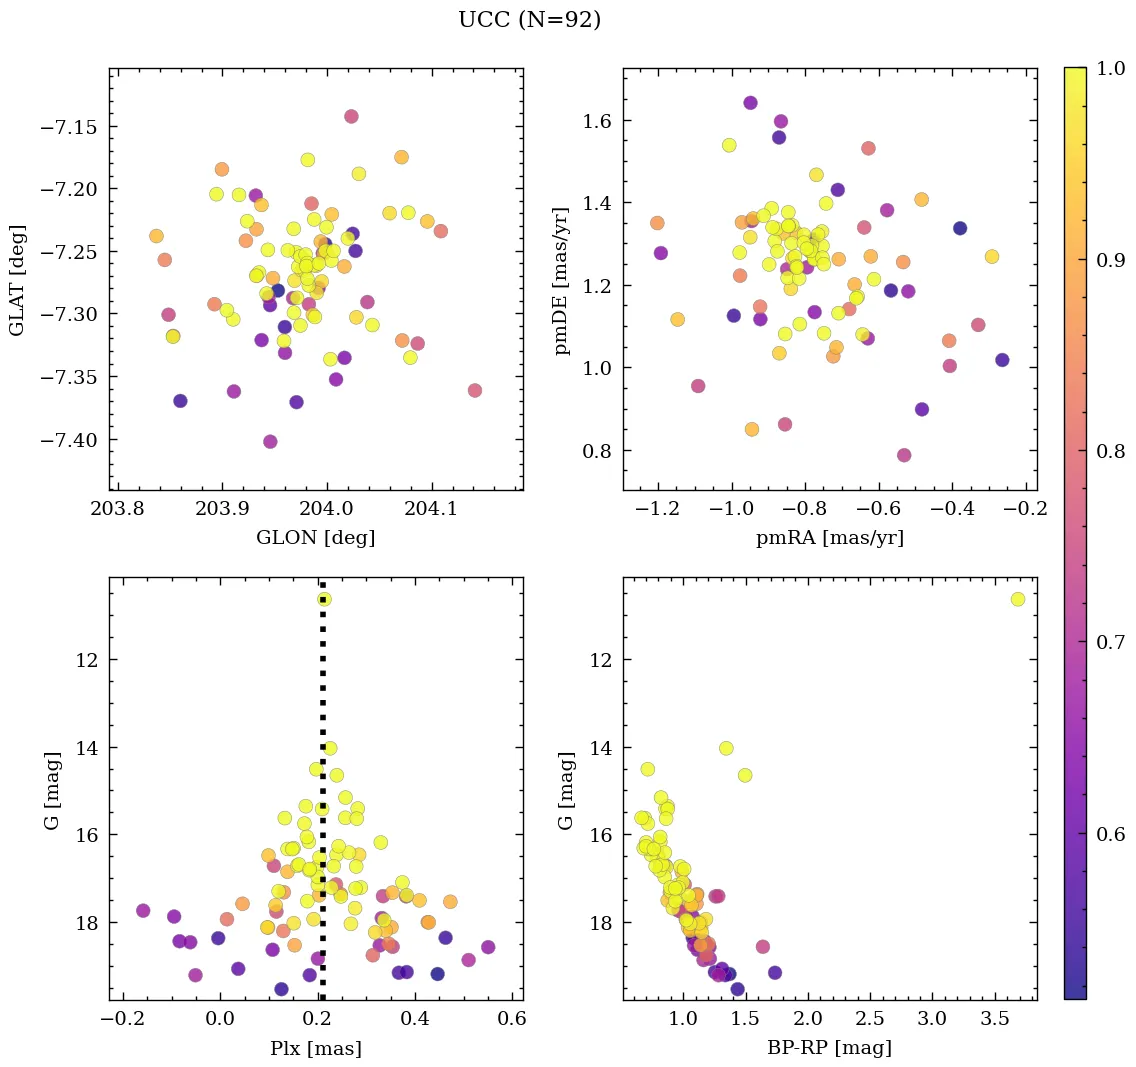 UCC (N=92)
−7.15
−7.20
−7.25
−7.30
−7.35
−7.40
GLAT [deg]
203.8 203.9 204.0 204.1
GLON [deg]
1.6
1.4
1.2
1.0
0.8
pmDE [mas/yr]
−1.2 −1.0 −0.8 −0.6 −0.4 −0.2
pmRA [mas/yr]
12
14
16
18
G [mag]
−0.2 0.0 0.2 0.4 0.6
Plx [mas]
12
14
16
18
G [mag]
1.0 1.5 2.0 2.5 3.0 3.5
BP-RP [mag]
1.0
0.9
0.8
0.7
0.6